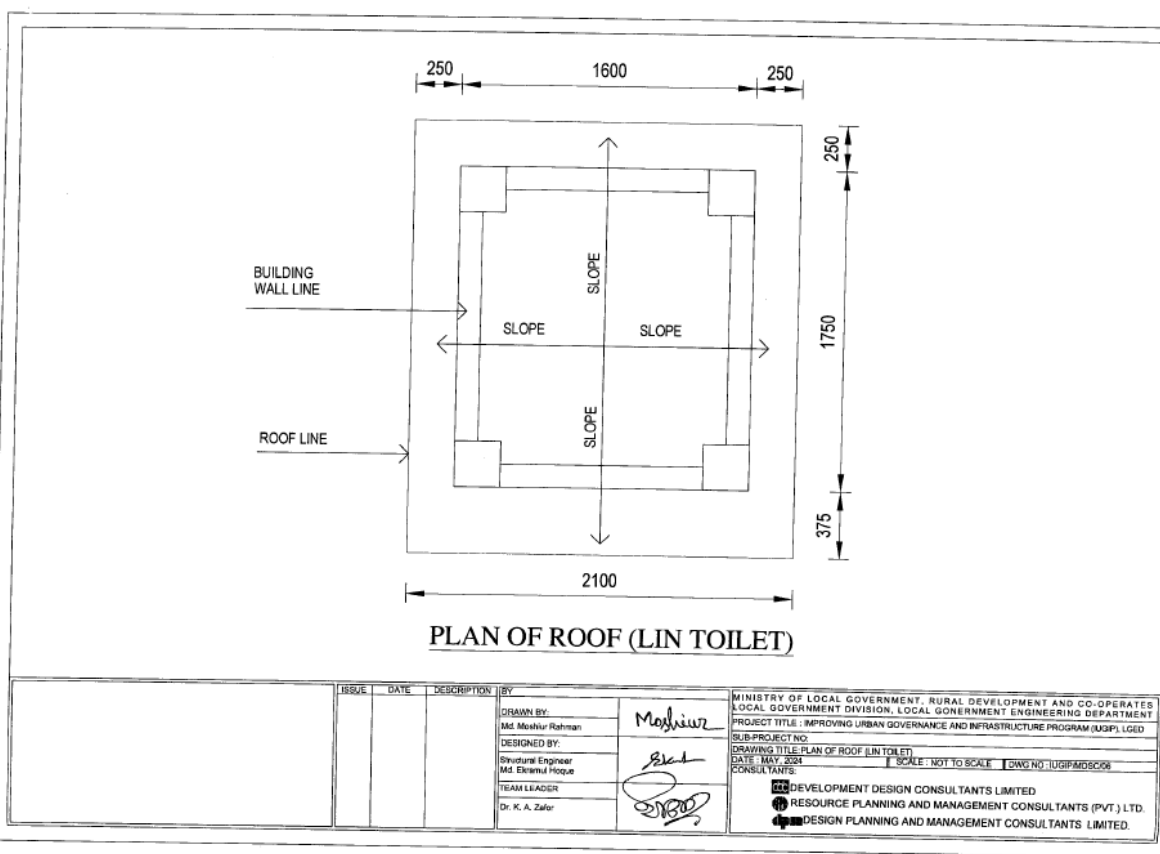 250
1600
250
250
BUILDING
WALL LINE
SLOPE
SLOPE
SLOPE
1750
ROOF LINE
SLOPE
375
2100
PLAN OF ROOF (LIN TOILET)
ISSUE
DATE
DESCRIPTION
BY
DRAWN BY:
Md. Moshiur Rahman
Moshiur
DESIGNED BY:
Structural Engineer
Md. Ekramul Hoque
TEAM LEADER
Dr. K. A. Zafor
MINISTRY OF LOCAL GOVERNMENT, RURAL DEVELOPMENT AND CO-OPERATES
LOCAL GOVERNMENT DIVISION, LOCAL GONERNMENT ENGINEERING DEPARTMENT
PROJECT TITLE : IMPROVING URBAN GOVERNANCE AND INFRASTRUCTURE PROGRAM (IUGIP), LGED
SUB-PROJECT NO:
DRAWING TITLE: PLAN OF ROOF (LIN TOILET)
DATE : MAY, 2024
SCALE : NOT TO SCALE
DWG NO : IUGIP/MDSC/06
CONSULTANTS:
DEVELOPMENT DESIGN CONSULTANTS LIMITED
RESOURCE PLANNING AND MANAGEMENT CONSULTANTS (PVT.) LTD.
dpm DESIGN PLANNING AND MANAGEMENT CONSULTANTS LIMITED.